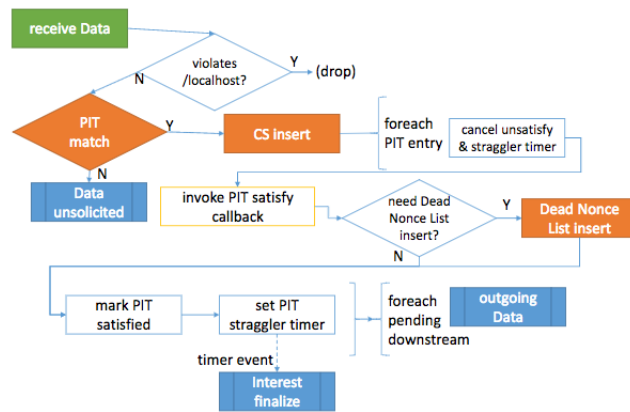 receive Data
violates
/localhost?
Y
(drop)
N
PIT
match
Y
CS insert
foreach
PIT entry
cancel unsatisfy
& straggler timer
N
Data
unsolicited
invoke PIT satisfy
callback
need Dead
Nonce List
insert?
Y
Dead Nonce
List insert
N
mark PIT
satisfied
set PIT
straggler timer
foreach
pending
downstream
outgoing
Data
timer event
Interest
finalize